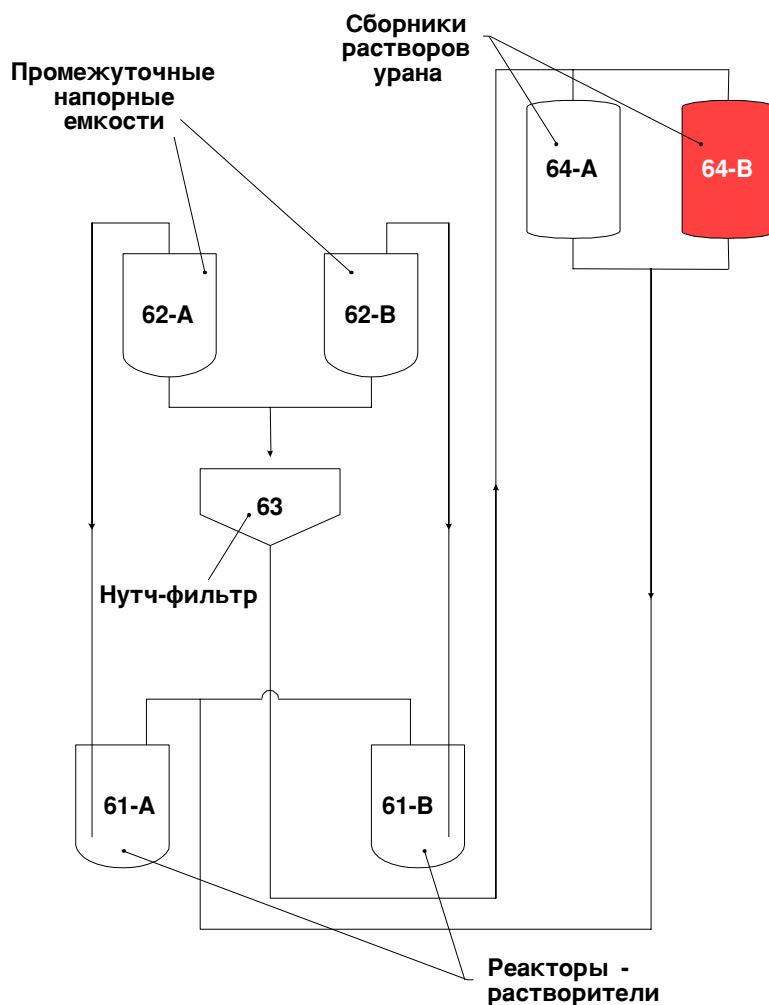 Сборники
растворов
урана
Промежуточные
напорные
емкости
64-А
64-В
62-А
62-В
63
Нутч-фильтр
61-А
61-В
Реакторы -
растворители